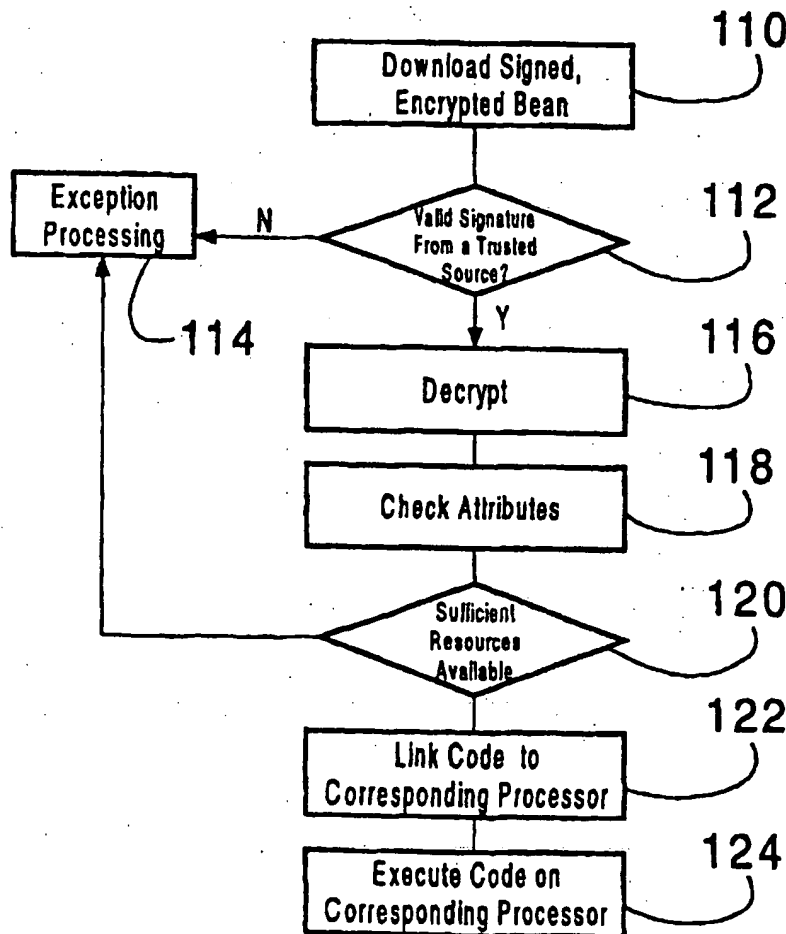 110
Download Signed,
Encrypted Bean
Exception
Processing
N
Valid Signature
From a Trusted
Source?
112
114
Y
116
Decrypt
118
Check Attributes
120
Sufficient
Resources
Available
122
Link Code to
Corresponding Processor
124
Execute Code on
Corresponding Processor